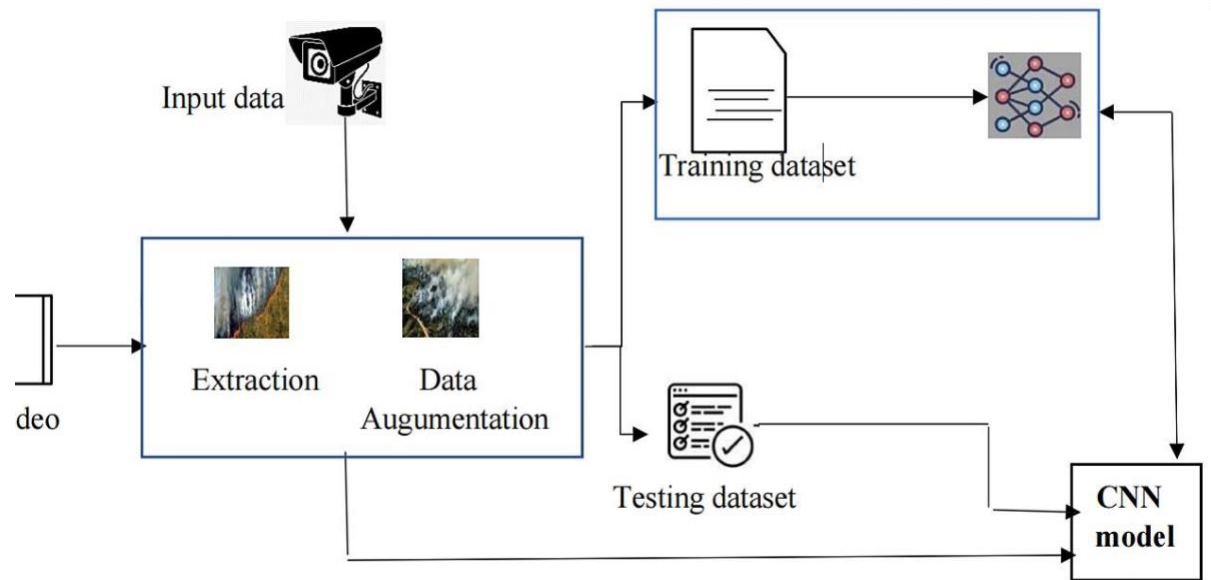 Input data
Training dataset
Extraction
Data
Augumentation
deo
Testing dataset
CNN
model